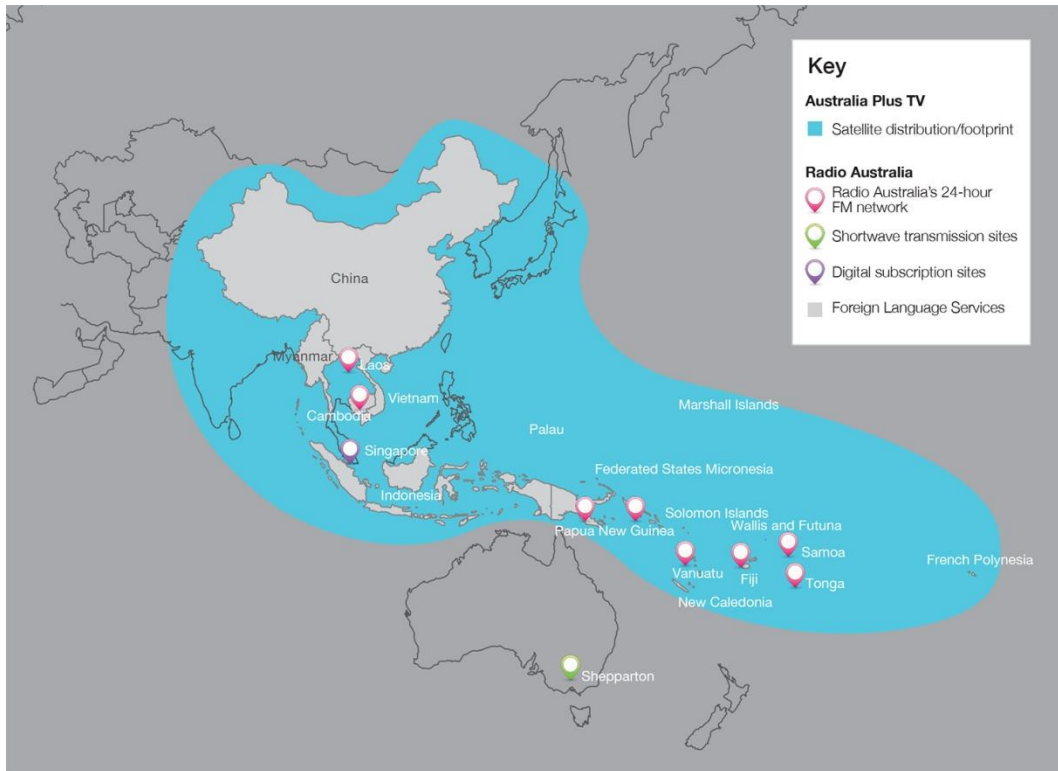 Key
Australia Plus TV
Satellite distribution/footprint
Radio Australia
Radio Australia's 24-hour
FM network
Shortwave transmission sites
Digital subscription sites
Foreign Language Services
China
Myanmar
Laos
Vietnam
Cambodia
Singapore
Indonesia
Palau
Marshall Islands
Federated States Micronesia
Solomon Islands
Papua New Guinea
Wallis and Futuna
Samoa
French Polynesia
Vanuatu
Fiji
Tonga
New Caledonia
Shepparton